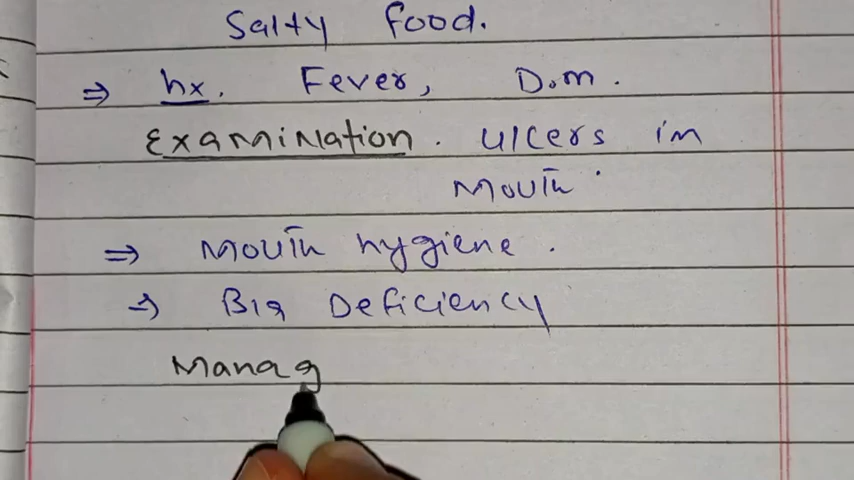 Salty food.
⇒ hx. Fever, D.m.
Examination. Ulcers in
Mouth.
⇒ Mouth hygiene.
→ B12 Deficiency
Manag